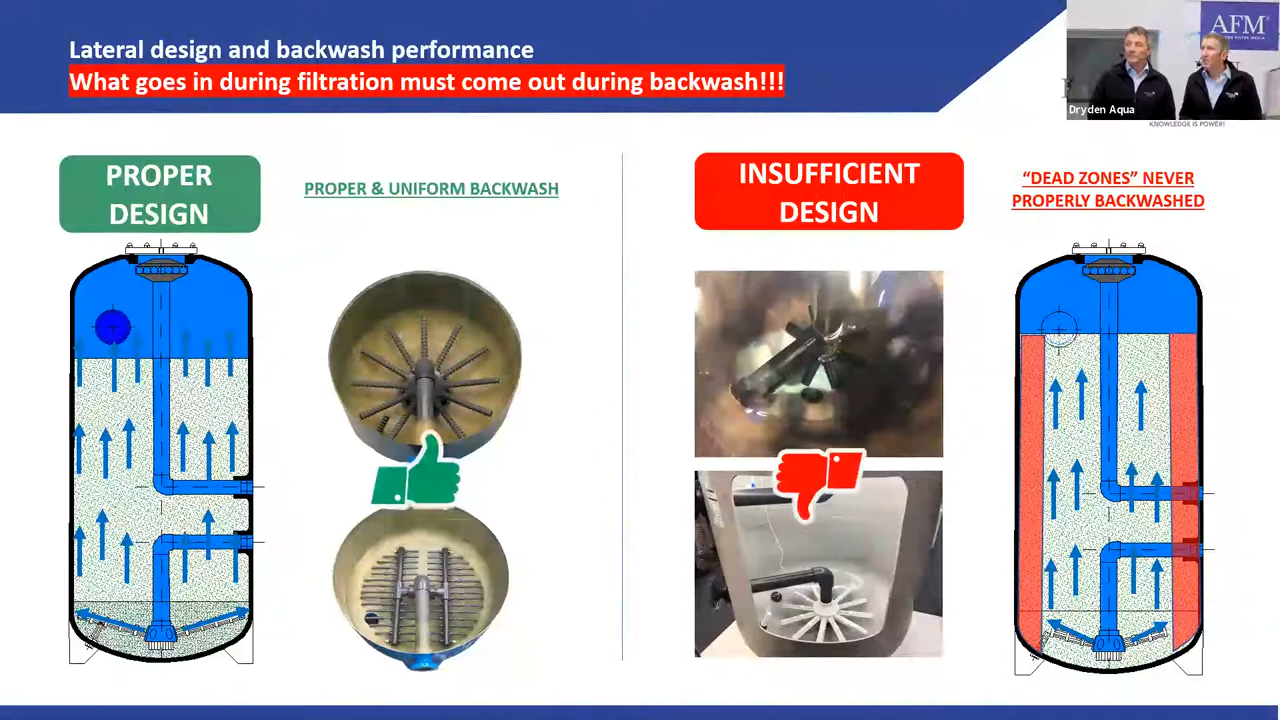 Lateral design and backwash performance
What goes in during filtration must come out during backwash!!!
AFM®
Dryden Aqua
KNOWLEDGE IS POWER!
PROPER
DESIGN
PROPER & UNIFORM BACKWASH
INSUFFICIENT
DESIGN
“DEAD ZONES” NEVER
PROPERLY BACKWASHED